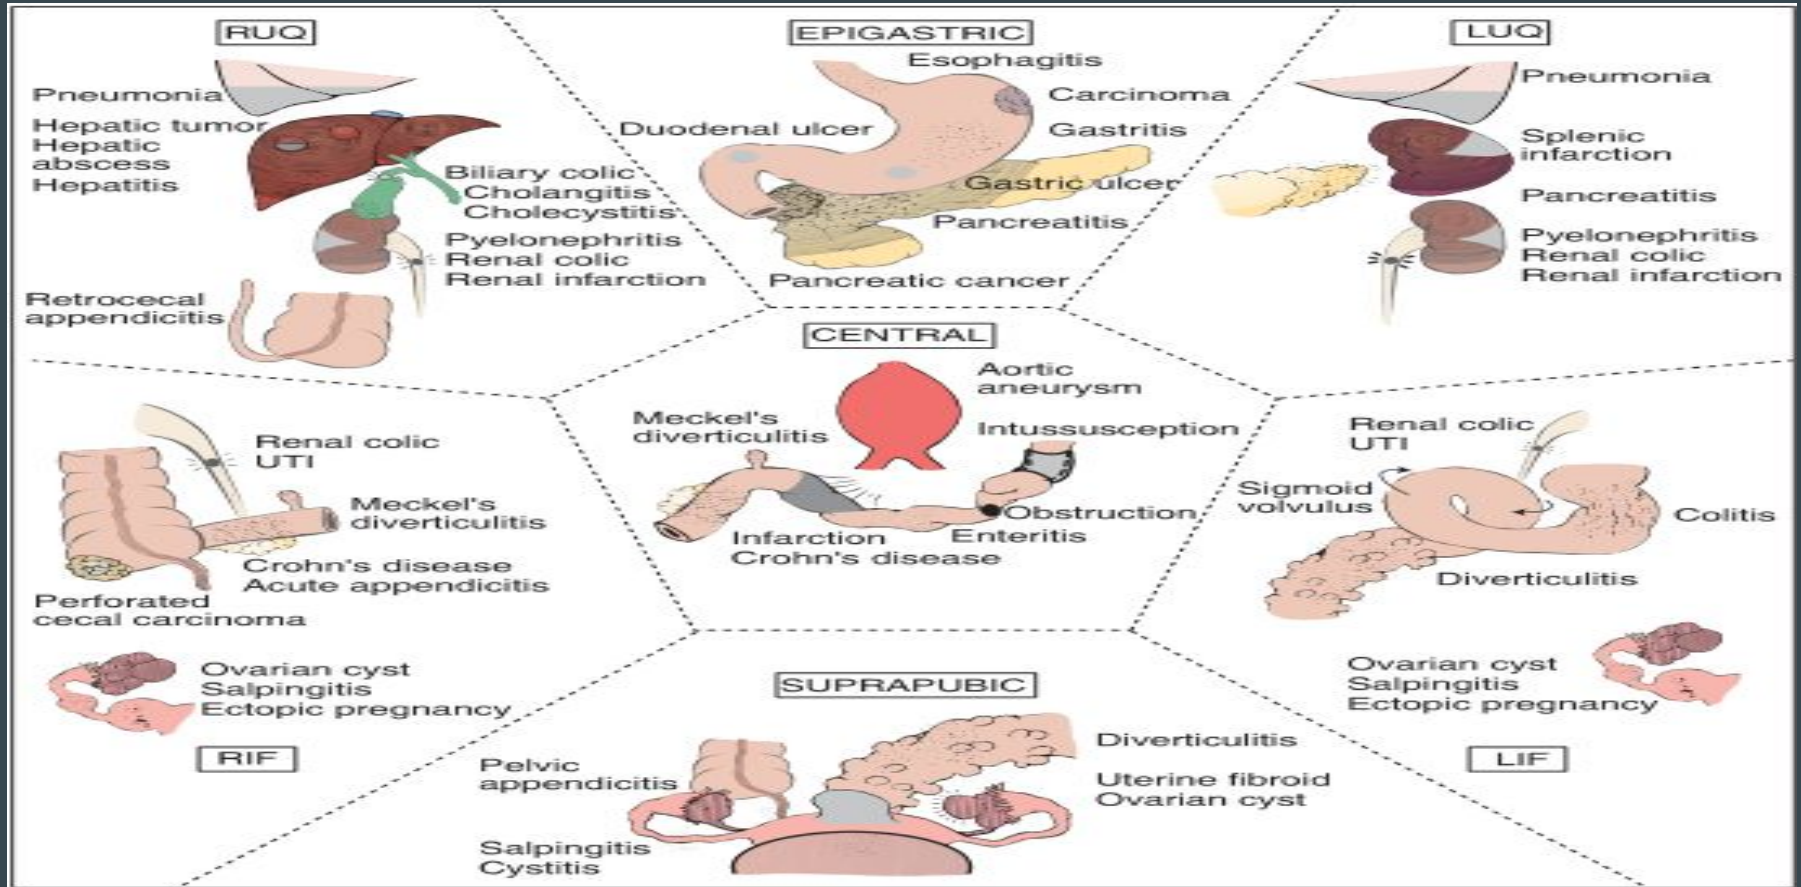 RUQ
Pneumonia
Hepatic tumor
Hepatic
abscess
Hepatitis
Biliary colic
Cholangitis
Cholecystitis
Pyelonephritis
Renal colic
Renal infarction
Retrocecal
appendicitis
EPIGASTRIC
Esophagitis
Carcinoma
Duodenal ulcer
Gastritis
Gastric ulcer
Pancreatitis
Pancreatic cancer
LUQ
Pneumonia
Splenic
infarction
Pancreatitis
Pyelonephritis
Renal colic
Renal infarction
CENTRAL
Aortic
aneurysm
Meckel's
diverticulitis
Intussusception
Obstruction
Infarction
Enteritis
Crohn's disease
Renal colic
UTI
Meckel's
diverticulitis
Crohn's disease
Acute appendicitis
Perforated
cecal carcinoma
Ovarian cyst
Salpingitis
Ectopic pregnancy
RIF
Renal colic
UTI
Sigmoid
volvulus
Colitis
Diverticulitis
Ovarian cyst
Salpingitis
Ectopic pregnancy
LIF
SUPRAPUBIC
Diverticulitis
Pelvic
appendicitis
Uterine fibroid
Ovarian cyst
Salpingitis
Cystitis